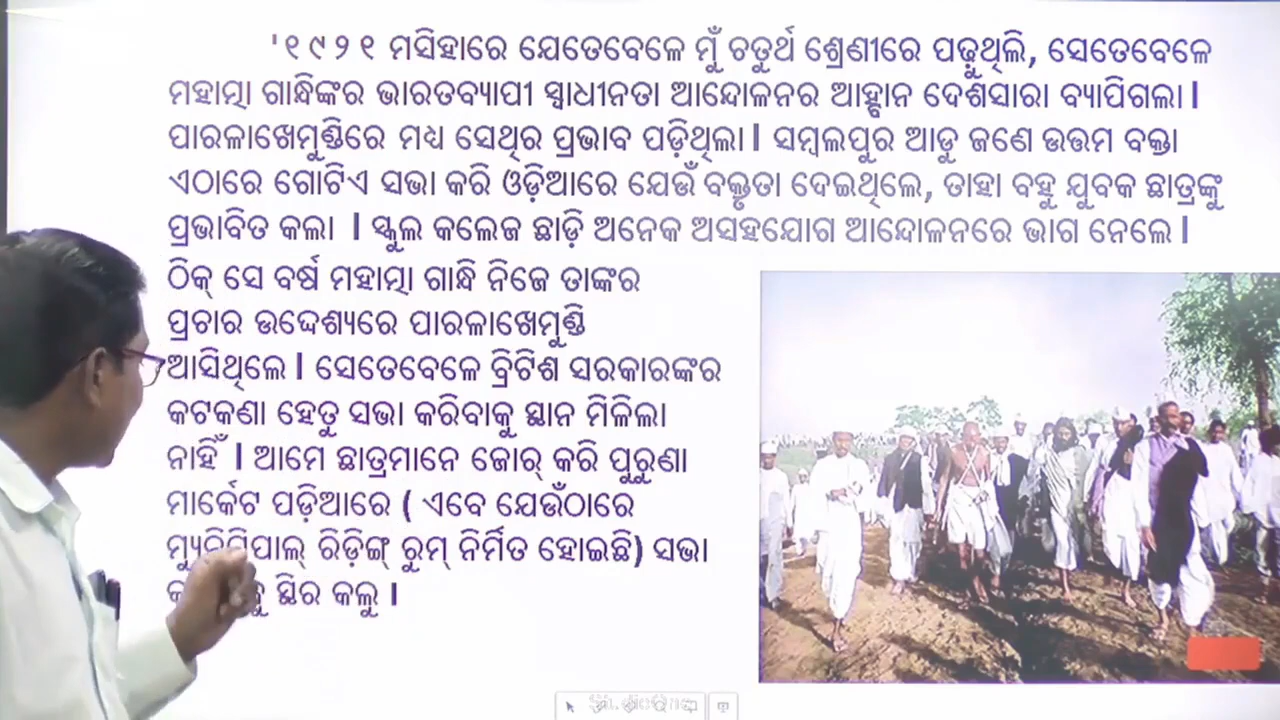 '୧୯୨୧ ମସିହାରେ ଯେତେବେଳେ ମୁଁ ଚତୁର୍ଥ ଶ୍ରେଣୀରେ ପଢ଼ୁଥିଲି, ସେତେବେଳେ
ମହାତ୍ମା ଗାନ୍ଧିଙ୍କର ଭାରତବ୍ୟାପୀ ସ୍ୱାଧୀନତା ଆନ୍ଦୋଳନର ଆହ୍ବାନ ଦେଶସାରା ବ୍ୟାପିଗଲା।
ପାରଳାଖେମୁଣ୍ଡିରେ ମଧ୍ୟ ସେଥିର ପ୍ରଭାବ ପଡ଼ିଥିଲା। ସମ୍ବଲପୁର ଆଡୁ ଜଣେ ଉତ୍ତମ ବକ୍ତା
ଏଠାରେ ଗୋଟିଏ ସଭା କରି ଓଡ଼ିଆରେ ଯେଉଁ ବକ୍ତୃତା ଦେଇଥିଲେ, ତାହା ବହୁ ଯୁବକ ଛାତ୍ରଙ୍କୁ
ପ୍ରଭାବିତ କଲା । ସ୍କୁଲ କଲେଜ ଛାଡ଼ି ଅନେକ ଅସହଯୋଗ ଆନ୍ଦୋଳନରେ ଭାଗ ନେଲେ।
ଠିକ୍ ସେ ବର୍ଷ ମହାତ୍ମା ଗାନ୍ଧି ନିଜେ ତାଙ୍କର
ପ୍ରଚାର ଉଦ୍ଦେଶ୍ୟରେ ପାରଳାଖେମୁଣ୍ଡି
ଆସିଥିଲେ। ସେତେବେଳେ ବ୍ରିଟିଶ ସରକାରଙ୍କର
କଟକଣା ହେତୁ ସଭା କରିବାକୁ ସ୍ଥାନ ମିଳିଲା
ନାହିଁ । ଆମେ ଛାତ୍ରମାନେ ଜୋର୍ କରି ପୁରୁଣା
ମାର୍କେଟ ପଡ଼ିଆରେ ( ଏବେ ଯେଉଁଠାରେ
ମ୍ୟୁନିସିପାଲ୍ ରିଡ଼ିଙ୍ଗ୍ ରୁମ୍ ନିର୍ମିତ ହୋଇଛି) ସଭା
ସ୍ଥିର କଲୁ ।